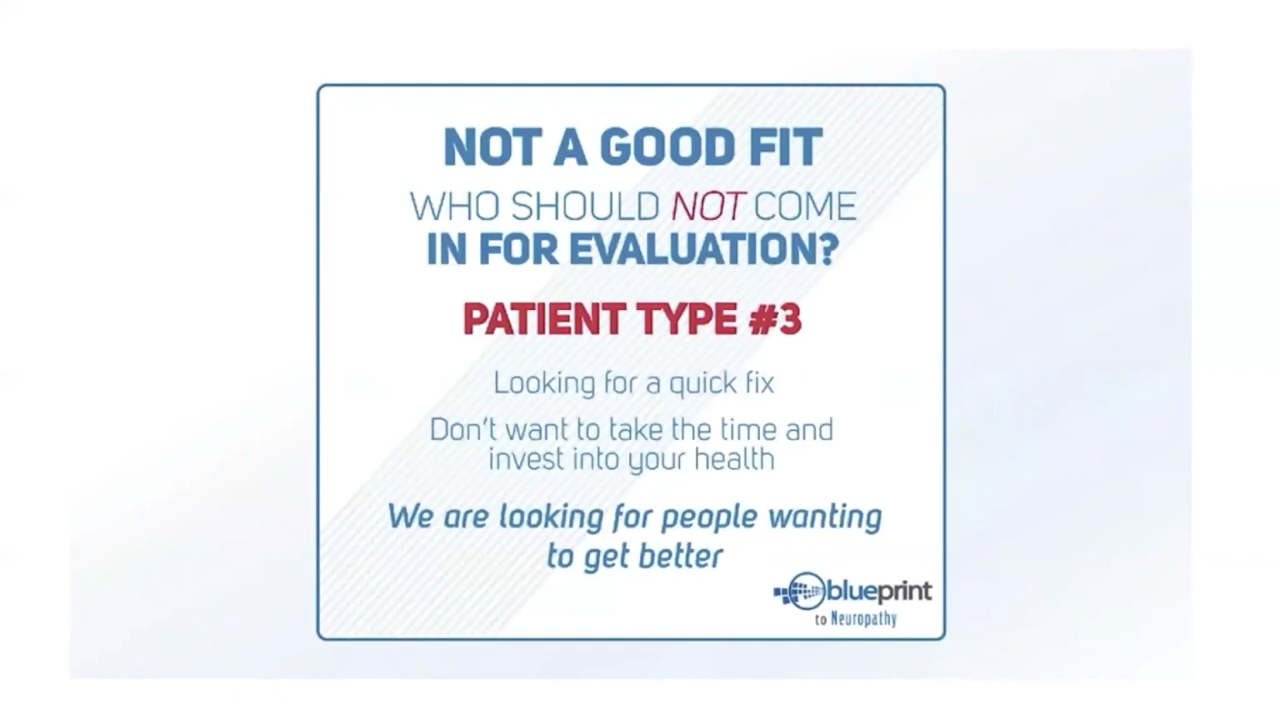 NOT A GOOD FIT
WHO SHOULD NOT COME
IN FOR EVALUATION?
PATIENT TYPE #3
Looking for a quick fix
Don't want to take the time and
invest into your health
We are looking for people wanting
to get better
blueprint
to Neuropathy